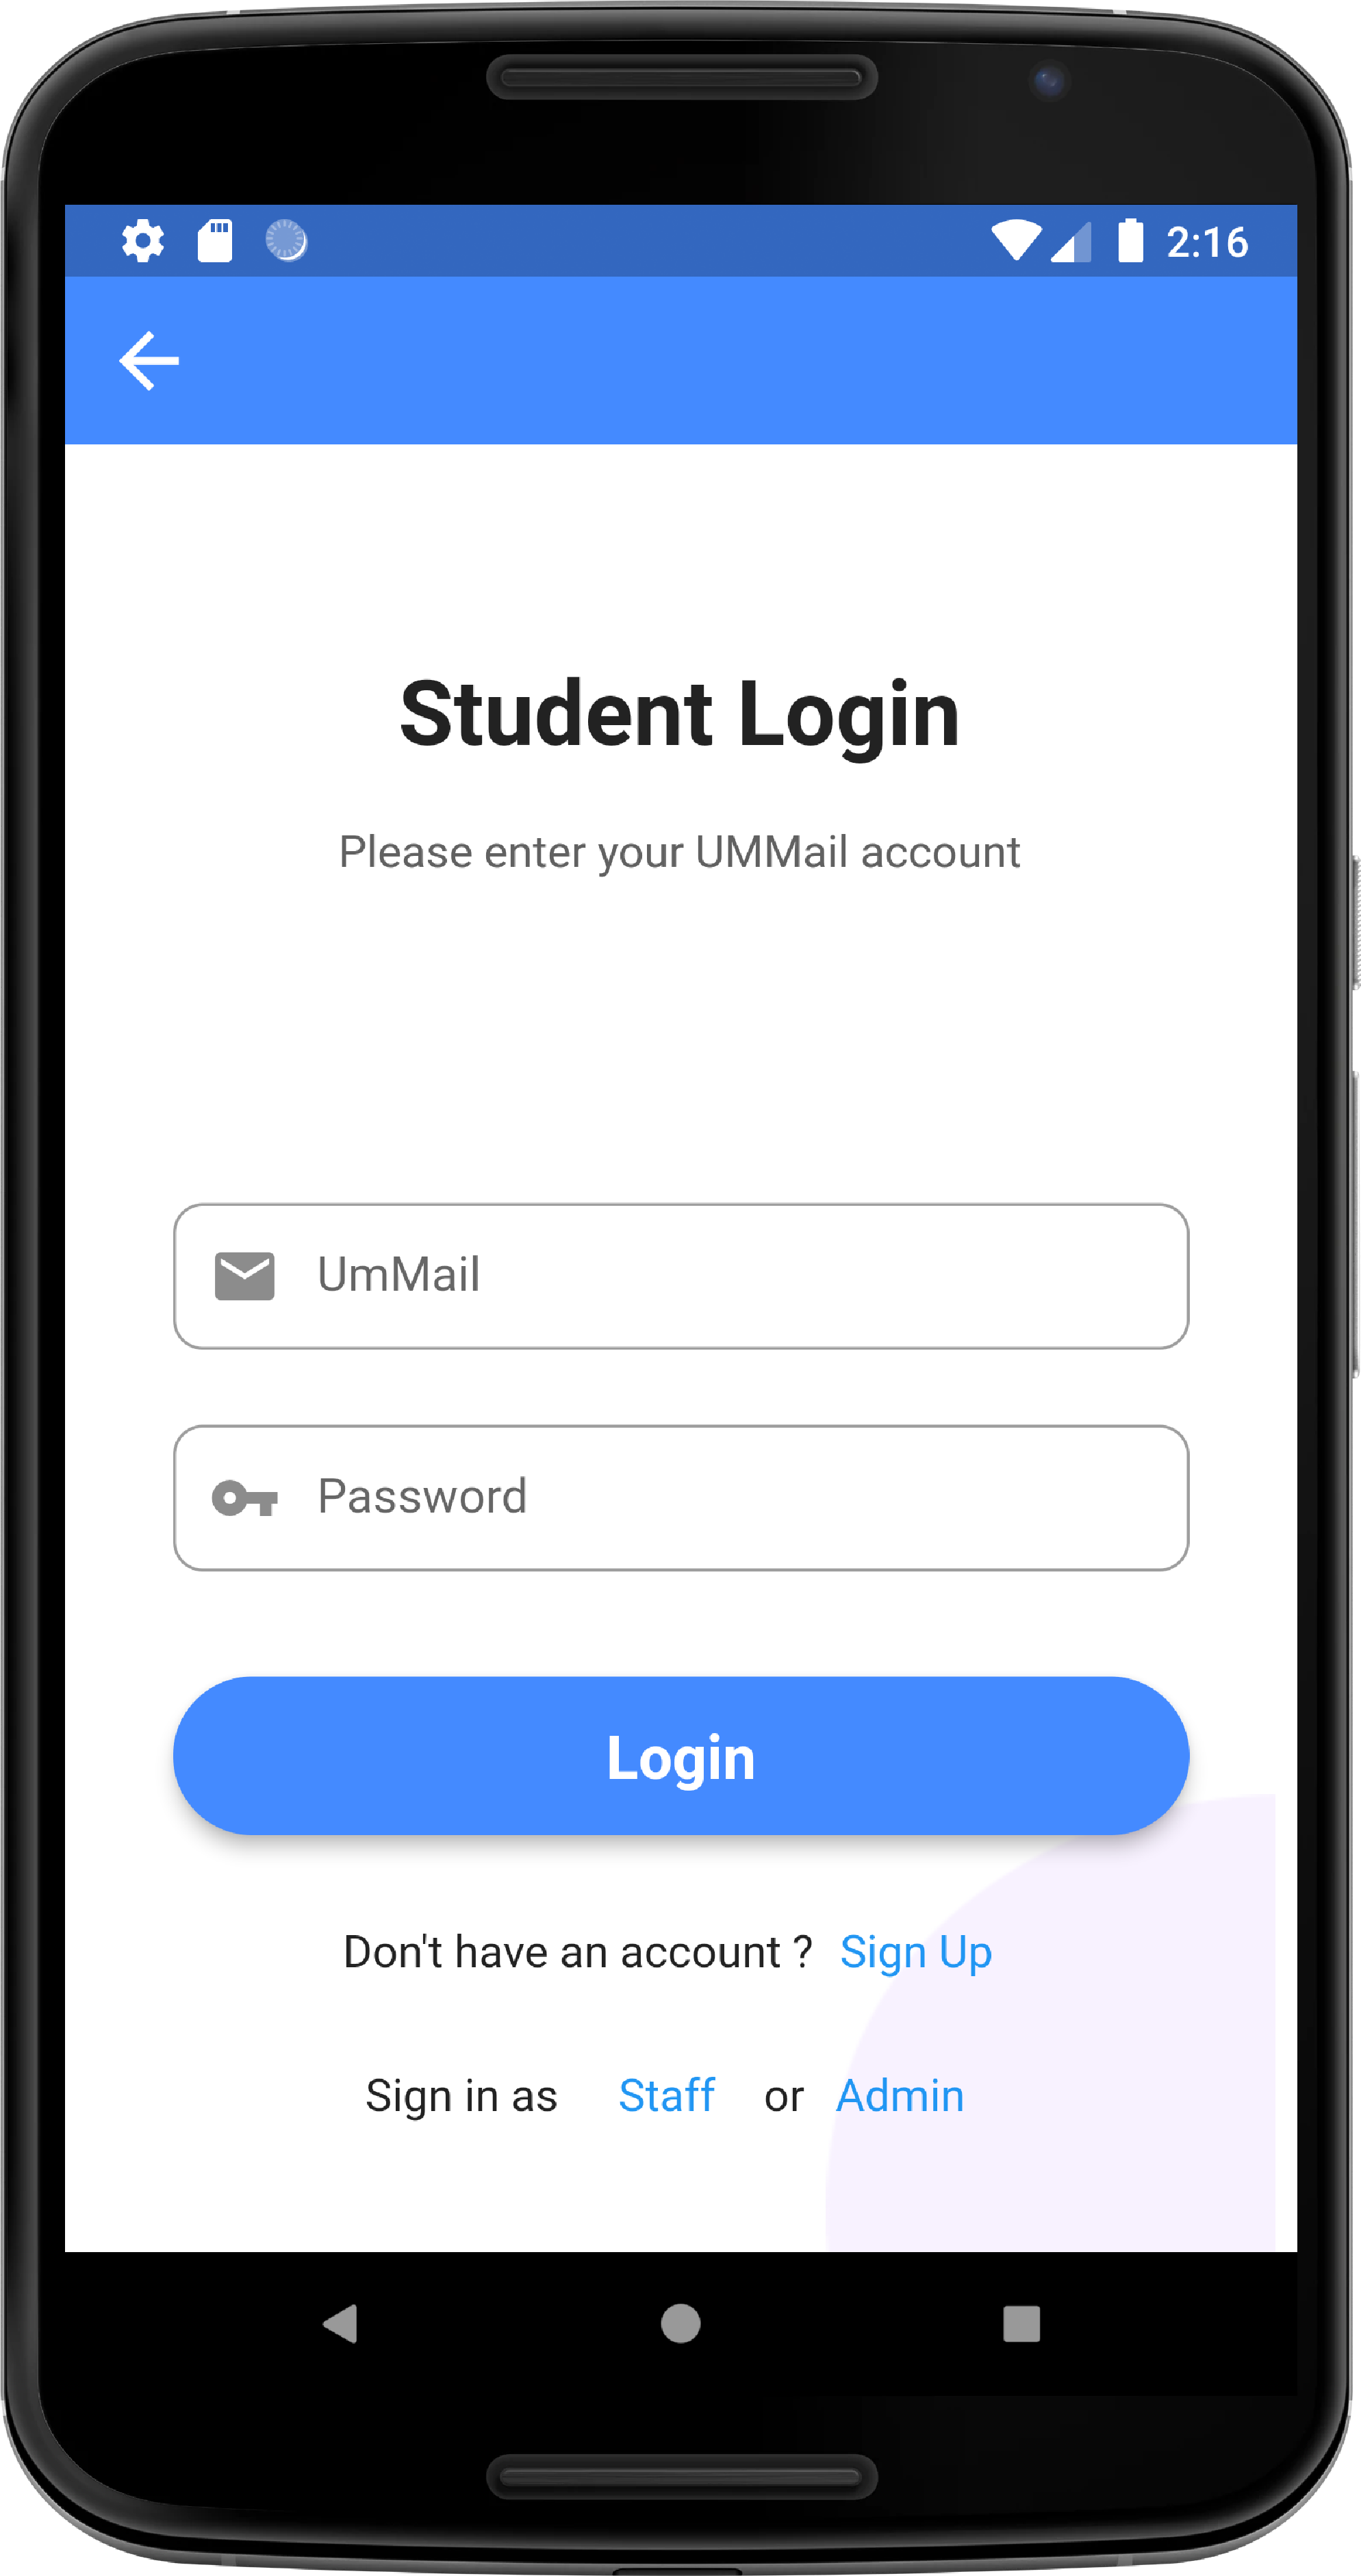 2:16
Student Login
Please enter your UMMail account
UmMail
Password
Login
Don't have an account ? Sign Up
Sign in as Staff or Admin